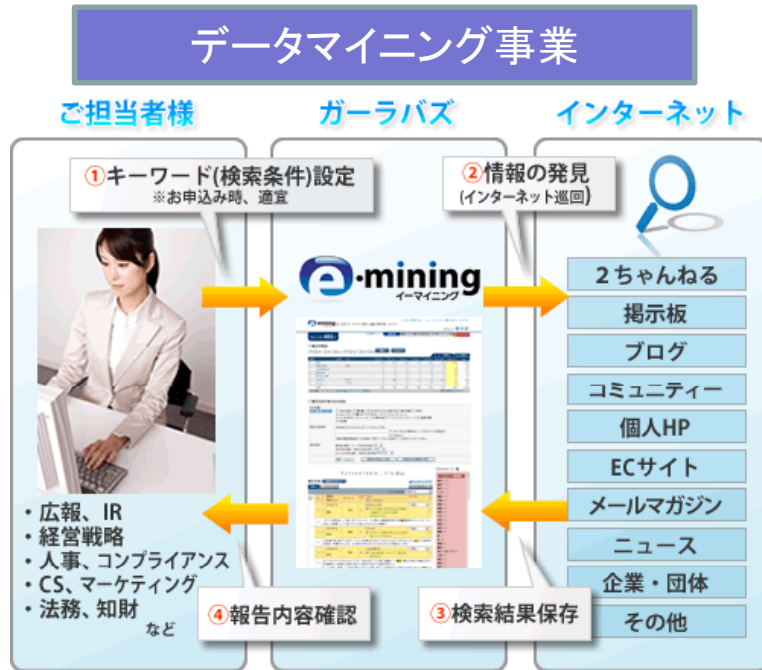 データマイニング事業
ご担当者様
ガーラバズ
インターネット
①キーワード(検索条件)設定
※お申込み時、適宜
②情報の発見
(インターネット巡回)
e-mining
イーマイニング
2ちゃんねる
掲示板
ブログ
コミュニティー
個人HP
ECサイト
メールマガジン
ニュース
企業・団体
その他
・広報、IR
・経営戦略
・人事、コンプライアンス
・CS、マーケティング
・法務、知財
など
④報告内容確認
③検索結果保存